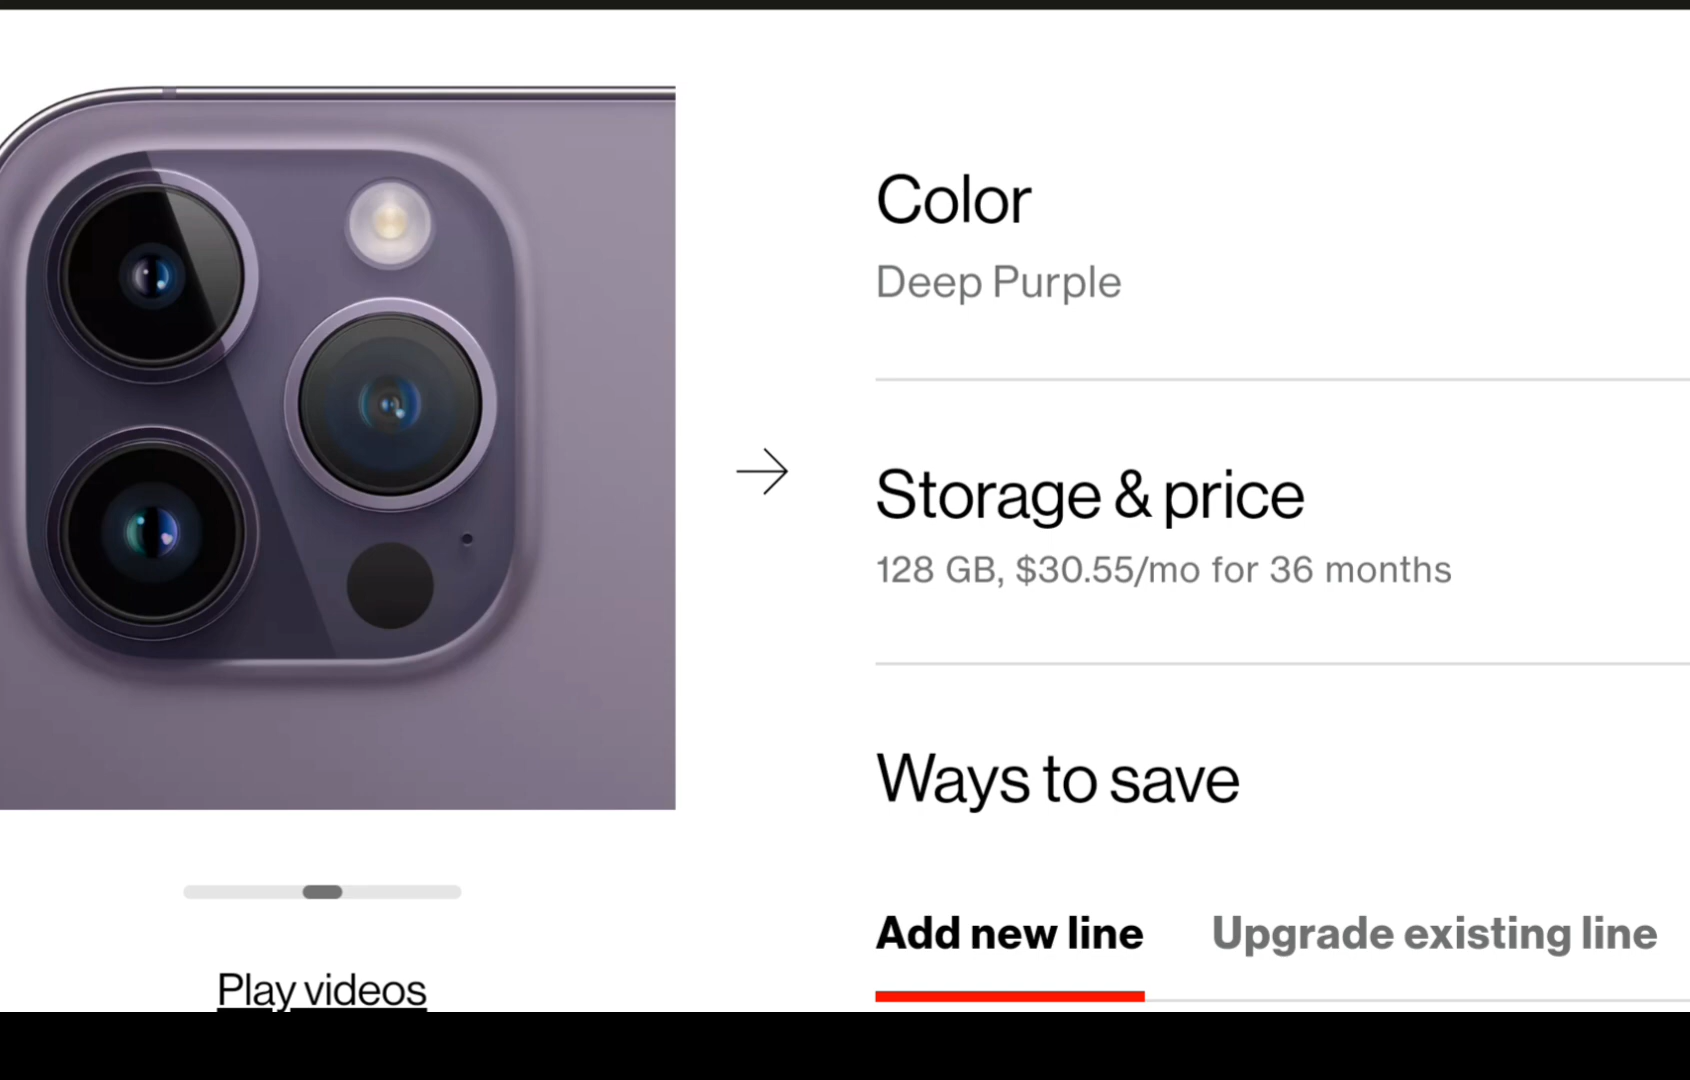 Color
Deep Purple
Storage & price
128 GB, $30.55/mo for 36 months
Ways to save
Add new line
Upgrade existing line
Play videos